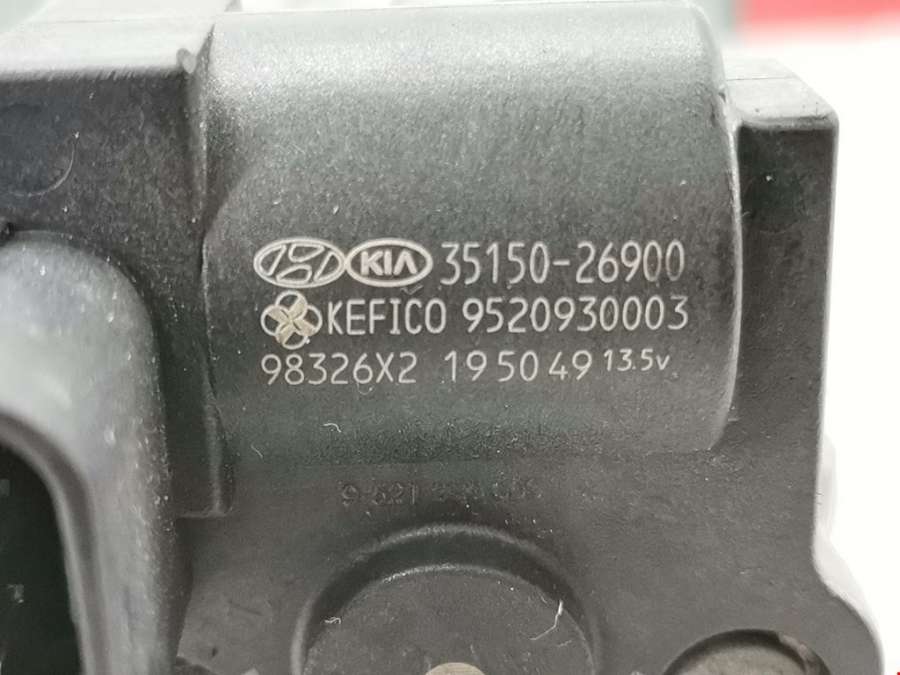 KIA 35150-26900
KEFICO 9520930003
98326X2 195049 13.5v